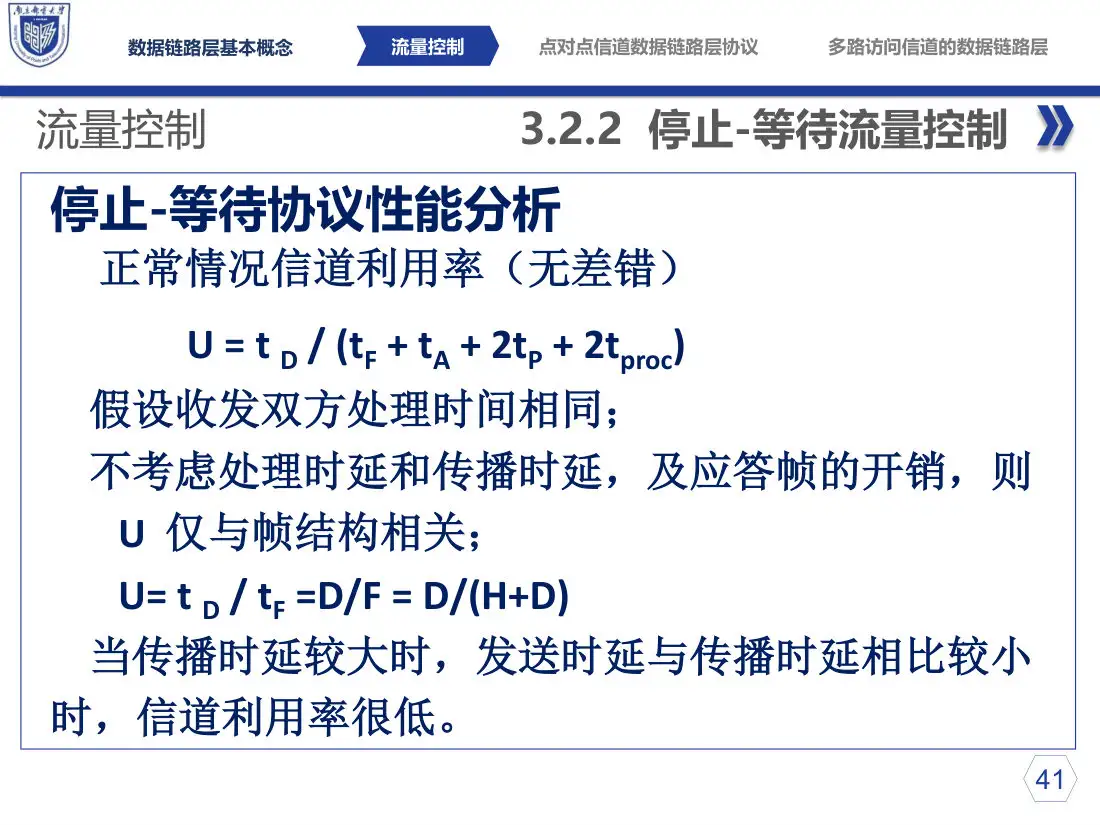 南京邮电大学
数据链路层基本概念
流量控制
点对点信道数据链路层协议
多路访问信道的数据链路层
流量控制
3.2.2 停止-等待流量控制
停止-等待协议性能分析
正常情况信道利用率（无差错）
U = t D / (tF + tA + 2tP + 2tproc)
假设收发双方处理时间相同；
不考虑处理时延和传播时延，及应答帧的开销，则
U 仅与帧结构相关；
U= t D / tF =D/F = D/(H+D)
当传播时延较大时，发送时延与传播时延相比较小
时，信道利用率很低。
41